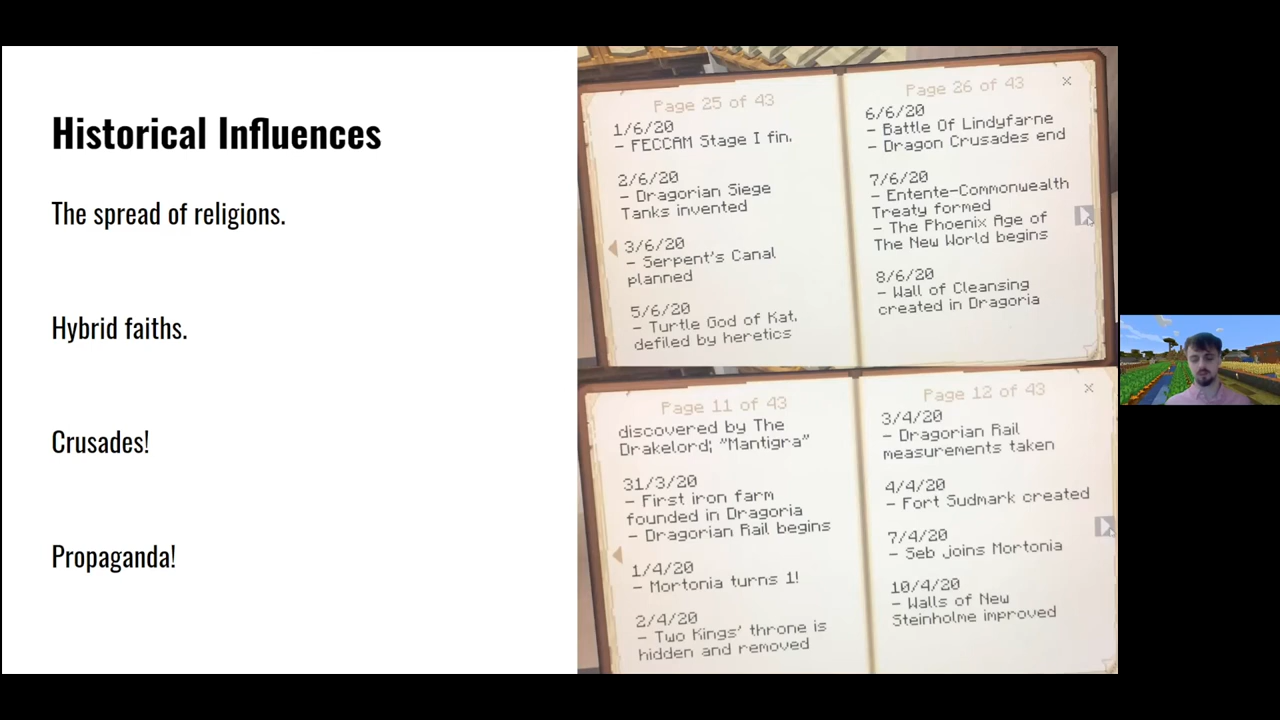 Historical Influences
The spread of religions.
Hybrid faiths.
Crusades!
Propaganda!
Page 25 of 43
1/6/20
- FECCAM Stage I fin.
2/6/20
- Dragorian Siege
Tanks invented
3/6/20
- Serpent's Canal
planned
5/6/20
- Turtle God of Kat.
defiled by heretics
Page 26 of 43
6/6/20
- Battle Of Lindyfarne
- Dragon Crusades end
7/6/20
- Entente-Commonwealth
Treaty formed
- The Phoenix Age of
The New World begins
8/6/20
- Wall of Cleansing
created in Dragoria
Page 11 of 43
discovered by The
Drakelord; "Mantigra"
31/3/20
- First iron farm
founded in Dragoria
- Dragorian Rail begins
1/4/20
- Mortonia turns 1!
2/4/20
- Two Kings' throne is
hidden and removed
Page 12 of 43
3/4/20
- Dragorian Rail
measurements taken
4/4/20
- Fort Sudmark created
7/4/20
- Seb joins Mortonia
10/4/20
- Walls of New
Steinholme improved